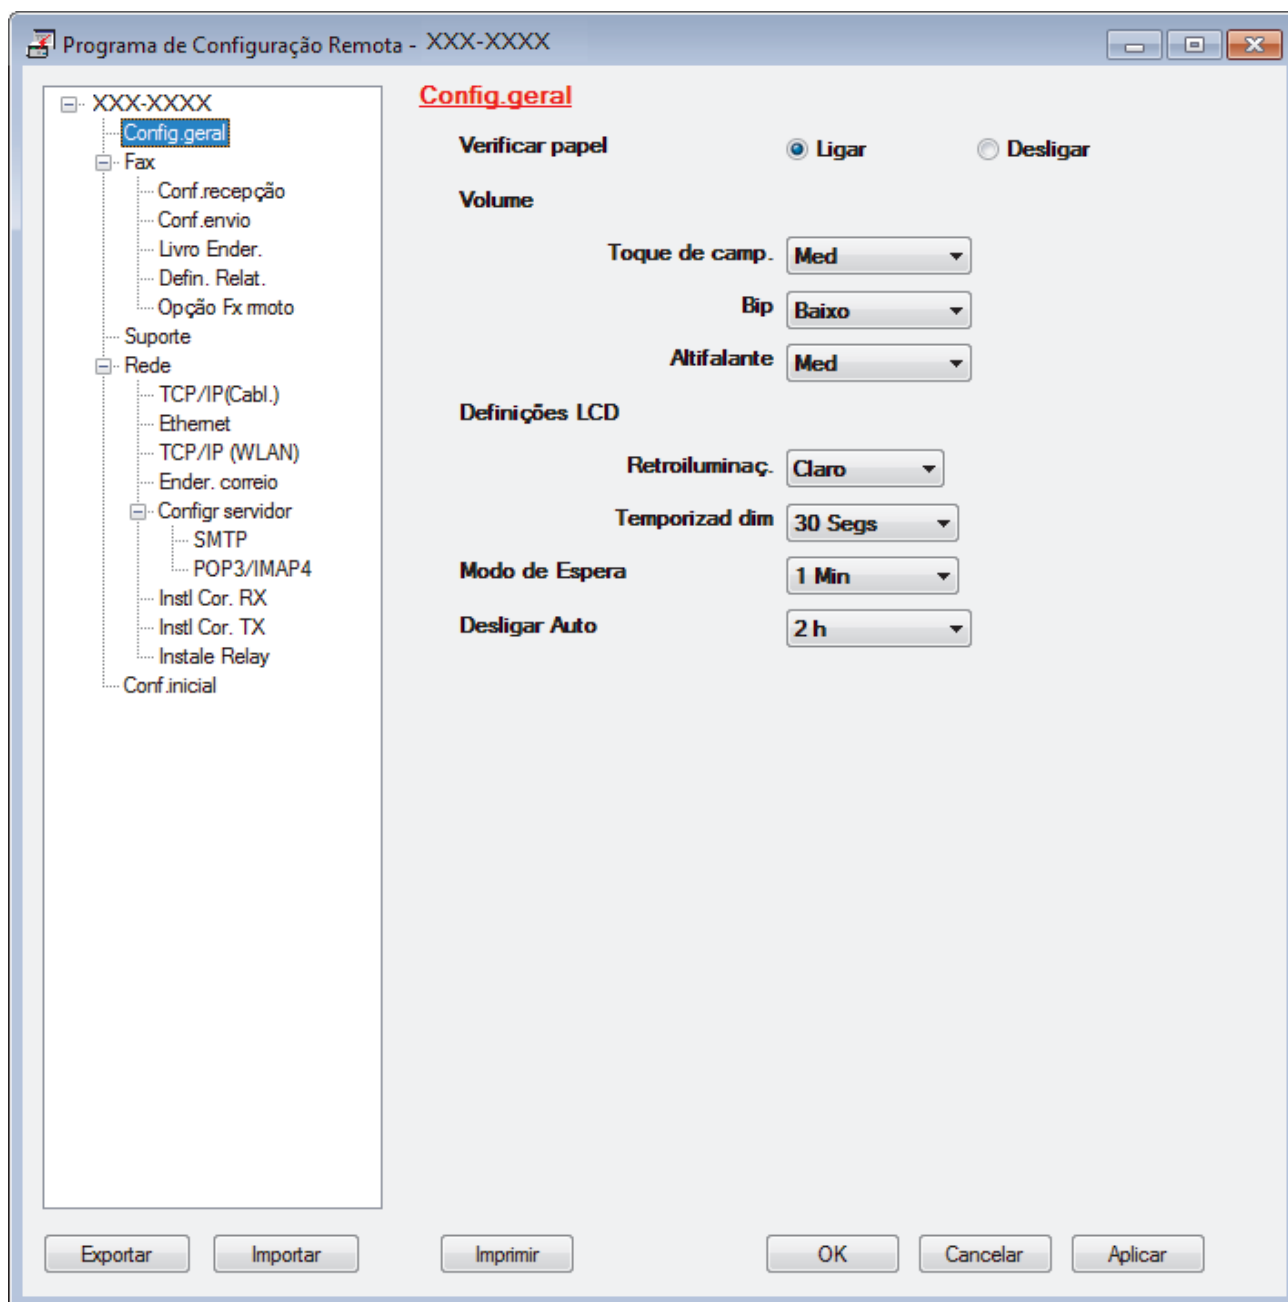 Programa de Configuração Remota - XXX-XXXX
XXX-XXXX
Config.geral
Fax
Conf.recepção
Conf.envio
Livro Ender.
Defin. Relat.
Opção Fx rmoto
Suporte
Rede
TCP/IP(Cabl.)
Ethernet
TCP/IP (WLAN)
Ender. correio
Configr servidor
SMTP
POP3/IMAP4
Instl Cor. RX
Instl Cor. TX
Instale Relay
Conf.inicial
Config.geral
Verificar papel Ligar Desligar
Volume
Toque de camp. Med
Bip Baixo
Altifalante Med
Definições LCD
Retroiluminaç. Claro
Temporizad dim 30 Segs
Modo de Espera 1 Min
Desligar Auto 2 h
Exportar Importar Imprimir OK Cancelar Aplicar